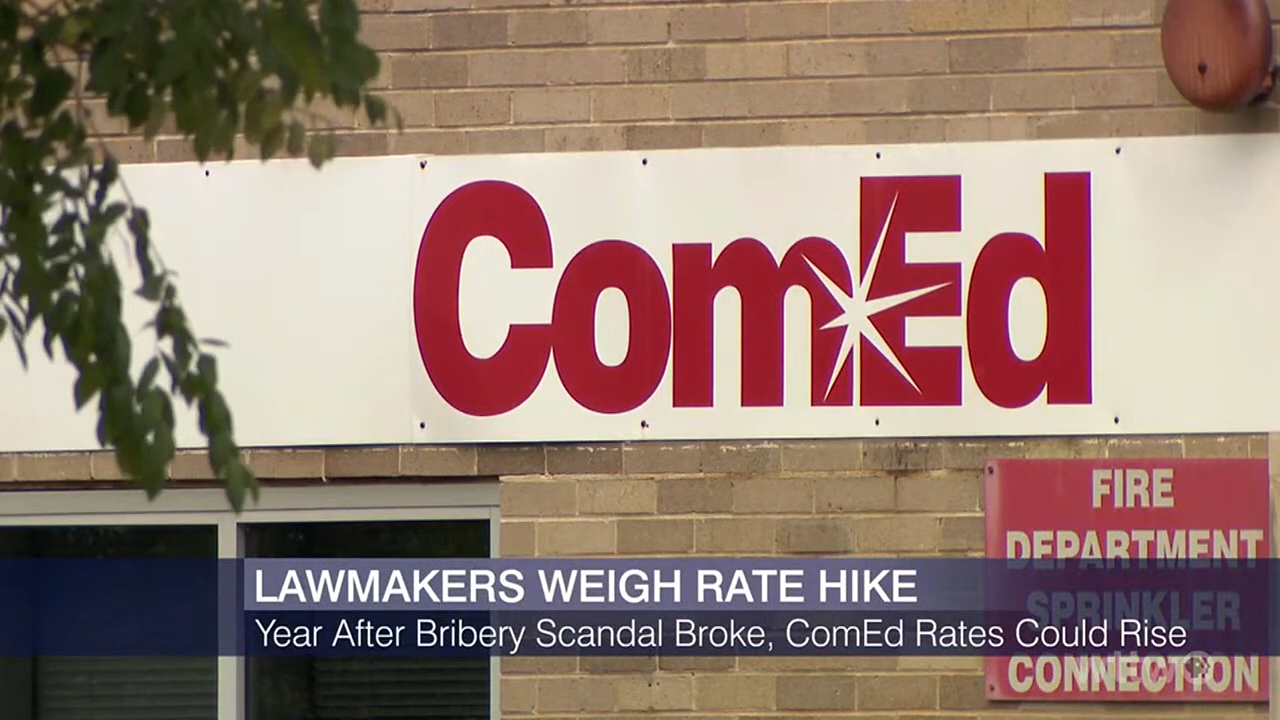 ComEd
FIRE
DEPARTMENT
SPRINKLER
CONNECTION
LAWMAKERS WEIGH RATE HIKE
Year After Bribery Scandal Broke, ComEd Rates Could Rise